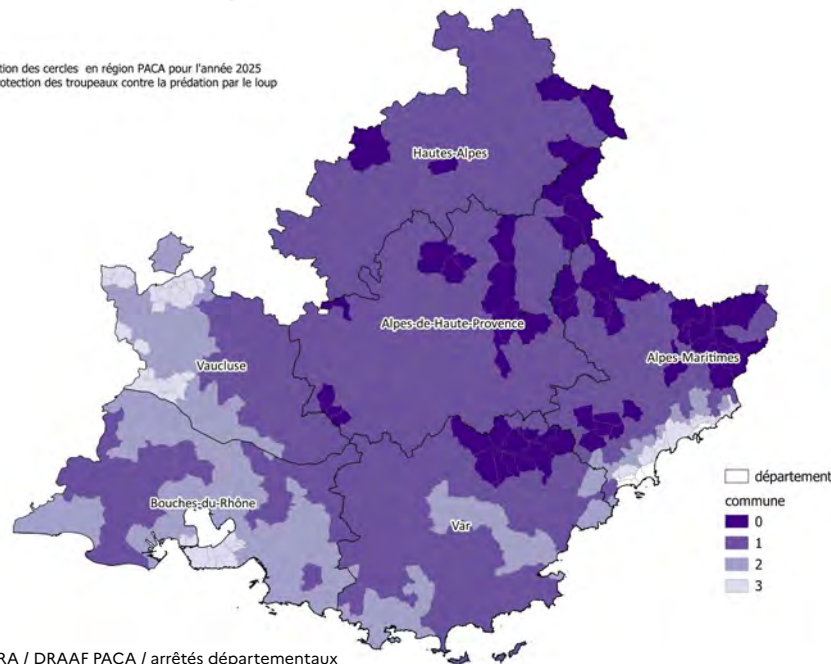 tion des cercles en région PACA pour l'année 2025
otection des troupeaux contre la prédation par le loup
Hautes-Alpes
Alpes-de-Haute-Provence
Vaucluse
Alpes-Maritimes
Bouches-du-Rhône
Var
département
commune
0
1
2
3
RA / DRAAF PACA / arrêtés départementaux